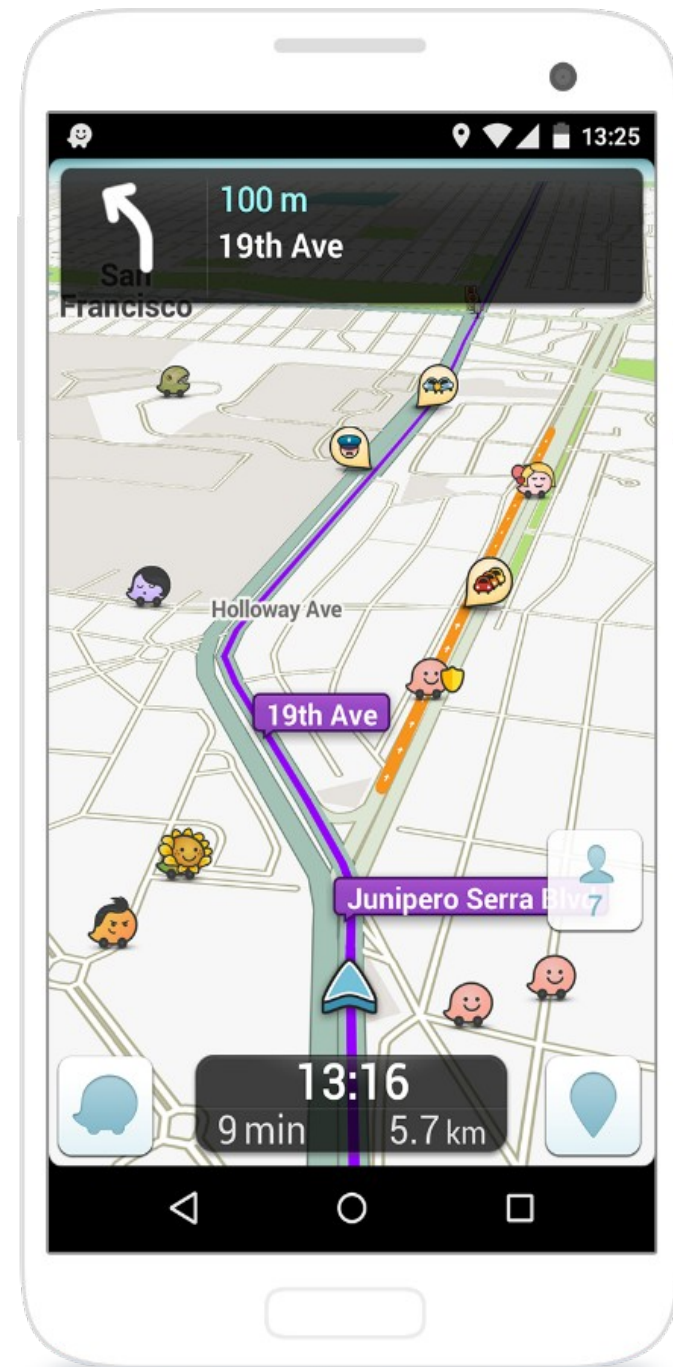 13:25
100 m
19th Ave
San
Francisco
Holloway Ave
19th Ave
Junipero Serra Blvd
7
13:16
9 min 5.7 km